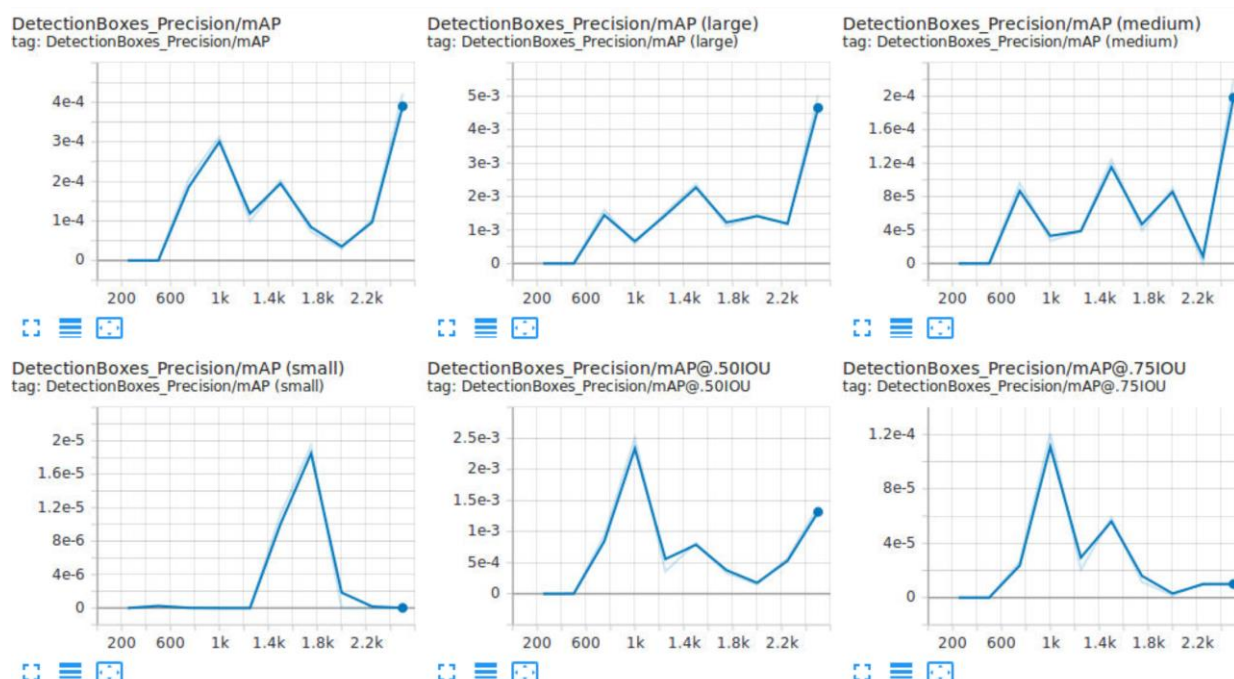 DetectionBoxes_Precision/mAP
tag: DetectionBoxes_Precision/mAP
4e-4
3e-4
2e-4
1e-4
0
200 600 1k 1.4k 1.8k 2.2k
DetectionBoxes_Precision/mAP (large)
tag: DetectionBoxes_Precision/mAP (large)
5e-3
4e-3
3e-3
2e-3
1e-3
0
200 600 1k 1.4k 1.8k 2.2k
DetectionBoxes_Precision/mAP (medium)
tag: DetectionBoxes_Precision/mAP (medium)
2e-4
1.6e-4
1.2e-4
8e-5
4e-5
0
200 600 1k 1.4k 1.8k 2.2k
DetectionBoxes_Precision/mAP (small)
tag: DetectionBoxes_Precision/mAP (small)
2e-5
1.6e-5
1.2e-5
8e-6
4e-6
0
200 600 1k 1.4k 1.8k 2.2k
DetectionBoxes_Precision/mAP@.50IOU
tag: DetectionBoxes_Precision/mAP@.50IOU
2.5e-3
2e-3
1.5e-3
1e-3
5e-4
0
200 600 1k 1.4k 1.8k 2.2k
DetectionBoxes_Precision/mAP@.75IOU
tag: DetectionBoxes_Precision/mAP@.75IOU
1.2e-4
8e-5
4e-5
0
200 600 1k 1.4k 1.8k 2.2k